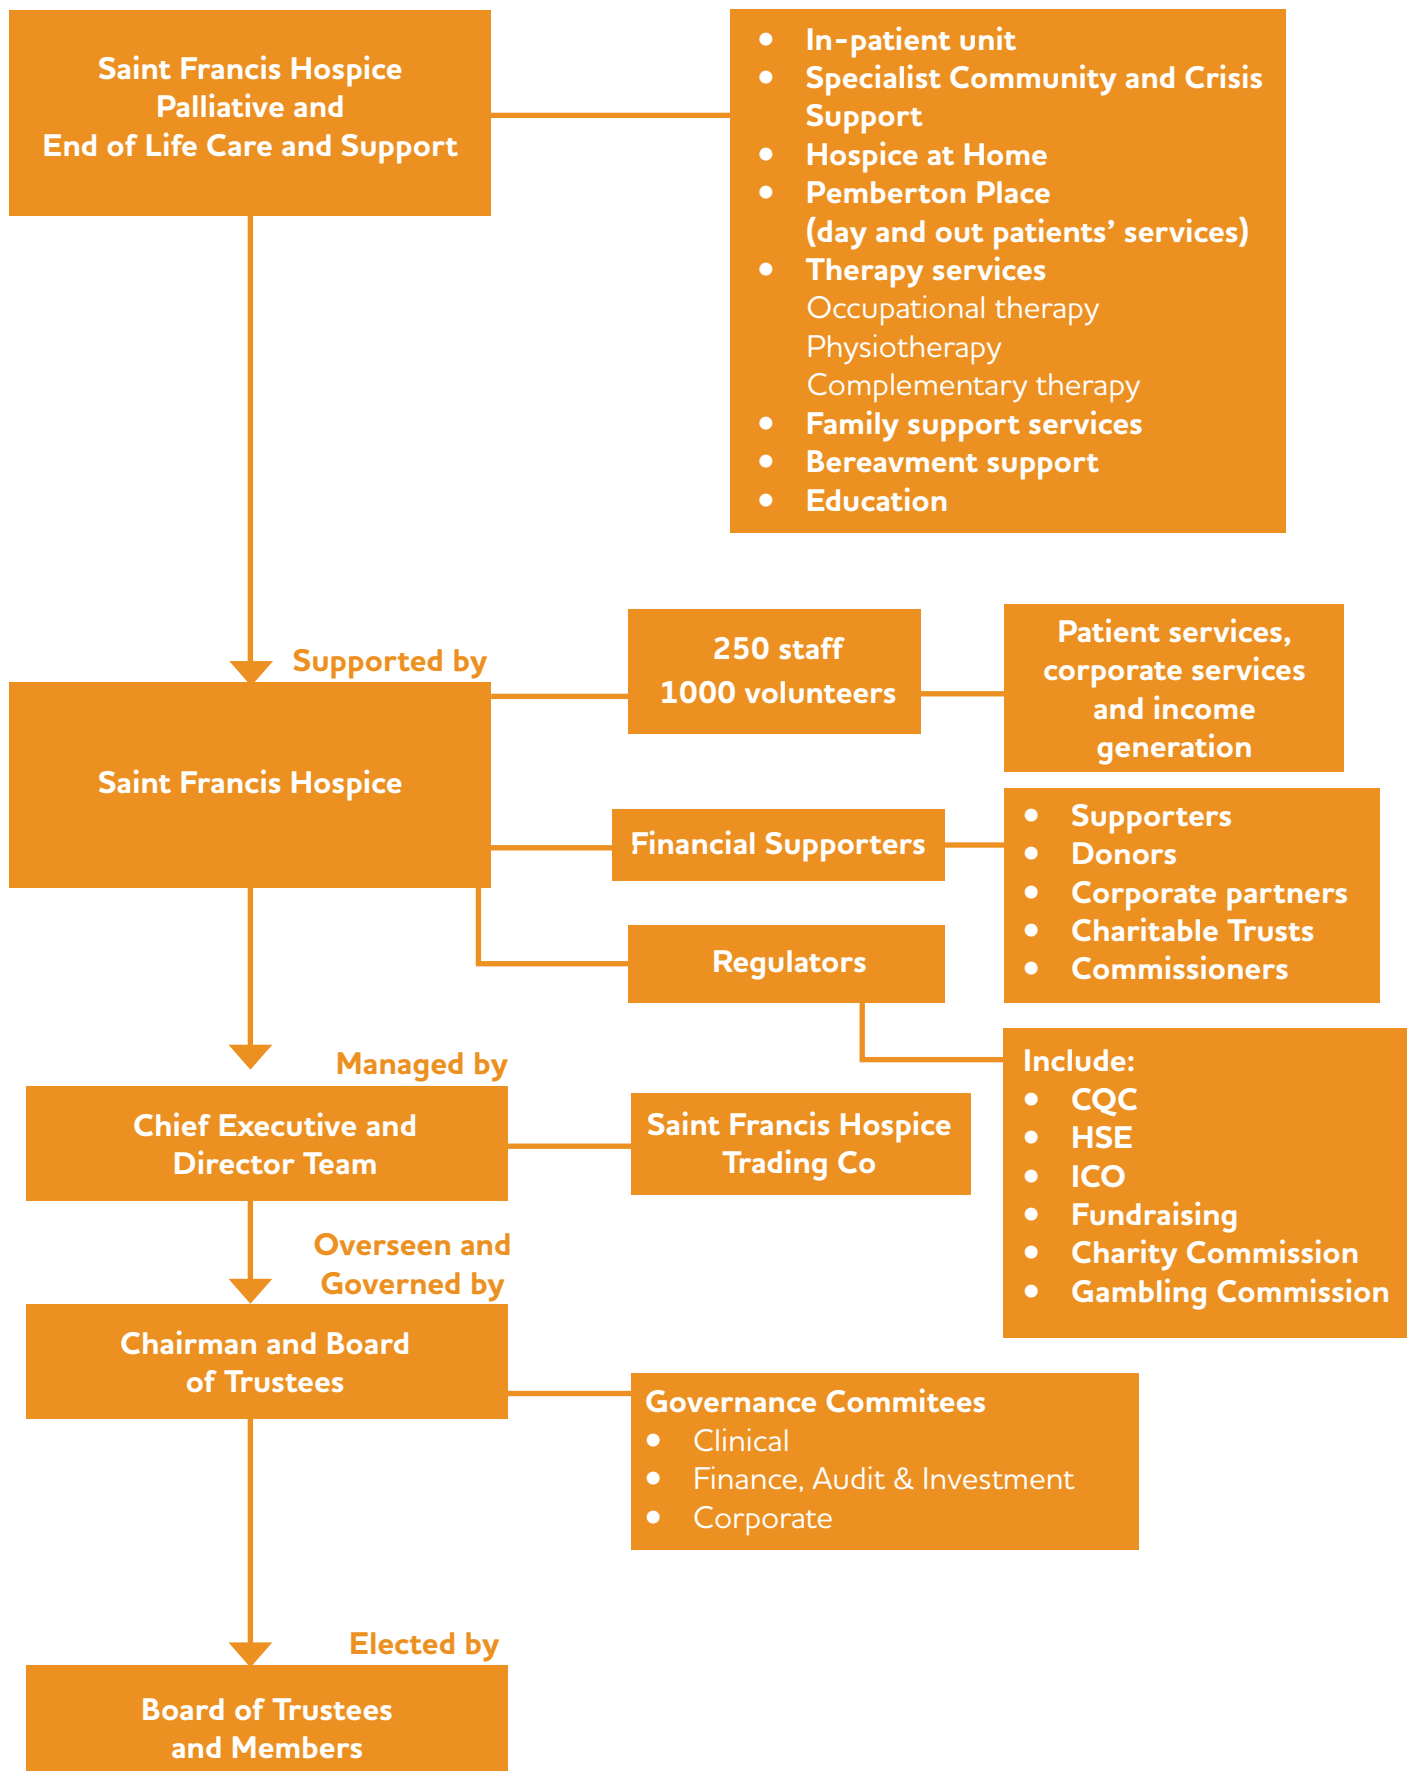 Saint Francis Hospice
Palliative and
End of Life Care and Support
● In-patient unit
● Specialist Community and Crisis
Support
● Hospice at Home
● Pemberton Place
(day and out patients’ services)
● Therapy services
Occupational therapy
Physiotherapy
Complementary therapy
● Family support services
● Bereavment support
● Education
Supported by
Saint Francis Hospice
250 staff
1000 volunteers
Patient services,
corporate services
and income
generation
Financial Supporters
● Supporters
● Donors
● Corporate partners
● Charitable Trusts
● Commissioners
Regulators
Include:
● CQC
● HSE
● ICO
● Fundraising
● Charity Commission
● Gambling Commission
Managed by
Chief Executive and
Director Team
Saint Francis Hospice
Trading Co
Overseen and
Governed by
Chairman and Board
of Trustees
Governance Commitees
● Clinical
● Finance, Audit & Investment
● Corporate
Elected by
Board of Trustees
and Members